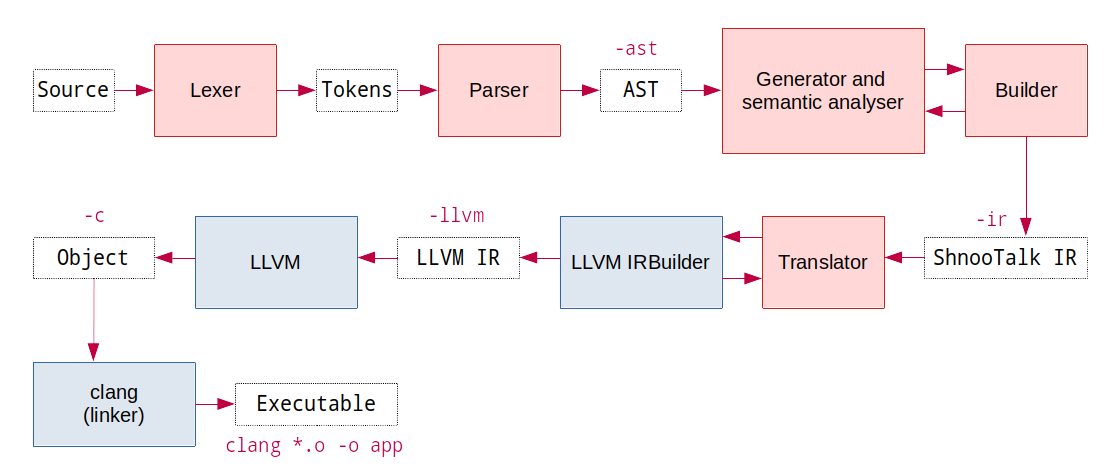 -ast
Source
Lexer
Tokens
Parser
AST
Generator and
semantic analyser
Builder
-c
-llvm
-ir
Object
LLVM
LLVM IR
LLVM IRBuilder
Translator
ShnooTalk IR
clang
(linker)
Executable
clang *.o -o app